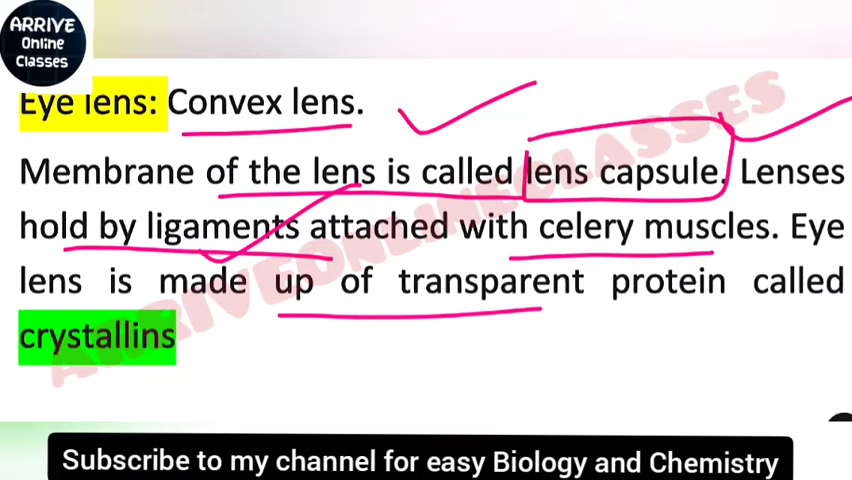 ARRIVE
Online
Classes
Eye lens: Convex lens.
Membrane of the lens is called lens capsule. Lenses
hold by ligaments attached with celery muscles. Eye
lens is made up of transparent protein called
crystallins
ARRIVEONLINECLASSES
Subscribe to my channel for easy Biology and Chemistry